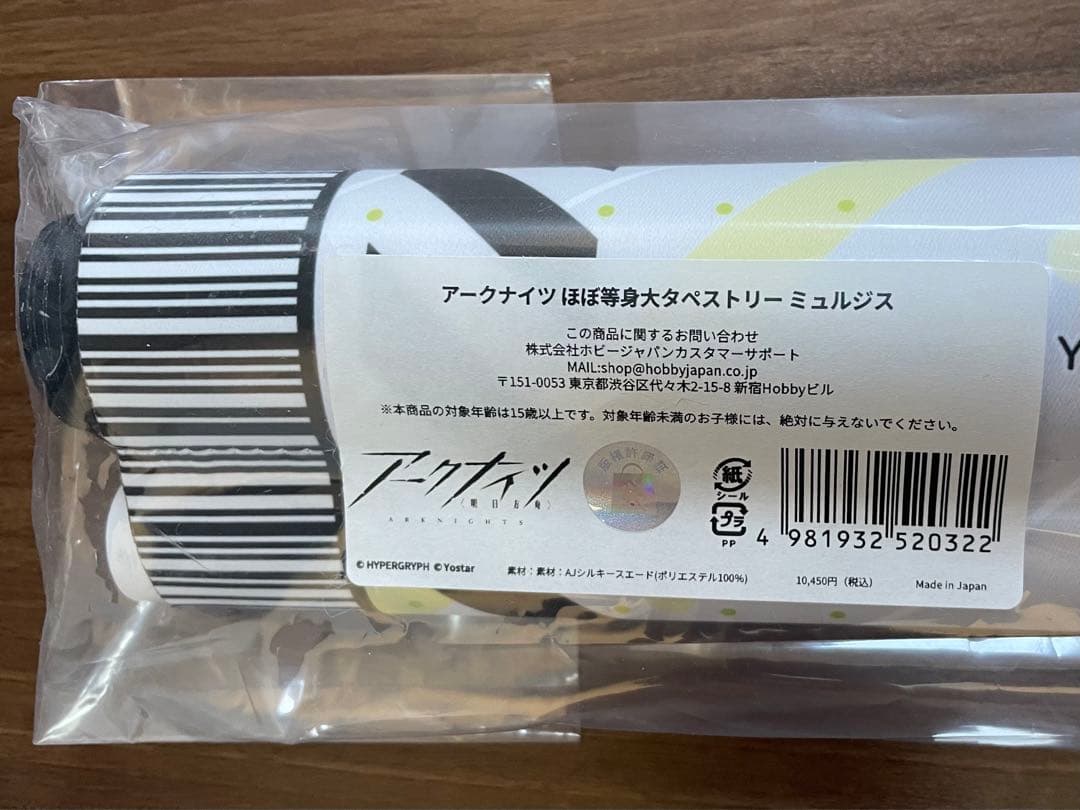 アークナイツ ほぼ等身大タペストリー ミュルジス
この商品に関するお問い合わせ
株式会社ホビージャパンカスタマーサポート
MAIL:shop@hobbyjapan.co.jp
〒151-0053 東京都渋谷区代々木2-15-8 新宿Hobbyビル
※本商品の対象年齢は15歳以上です。対象年齢未満のお子様には、絶対に与えないでください。
アークナイツ
〈明日方舟〉
ARKNIGHTS
版権許諾証
紙
シール
プラ
PP
4 981932 520322
© HYPERGRYPH © Yostar
素材：素材：AJシルキースエード(ポリエステル100%)
10,450円（税込）
Made in Japan
Y